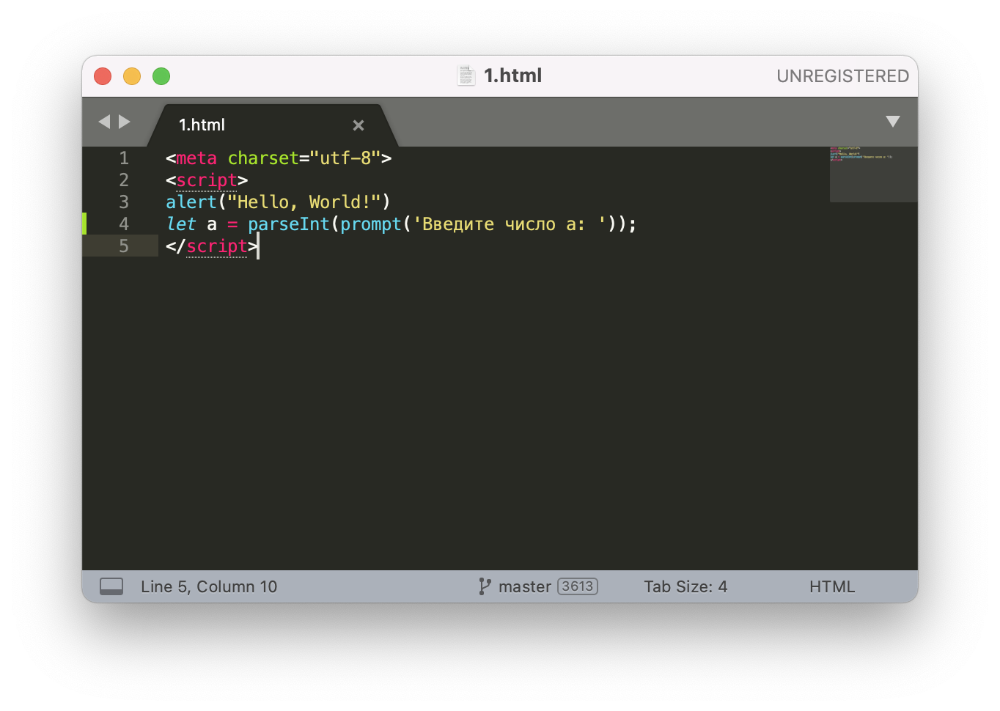 1.html
UNREGISTERED
1.html
1 <meta charset="utf-8">
2 <script>
3 alert("Hello, World!")
4 let a = parseInt(prompt('Введите число a: '));
5 </script>
Line 5, Column 10
master 3613
Tab Size: 4
HTML